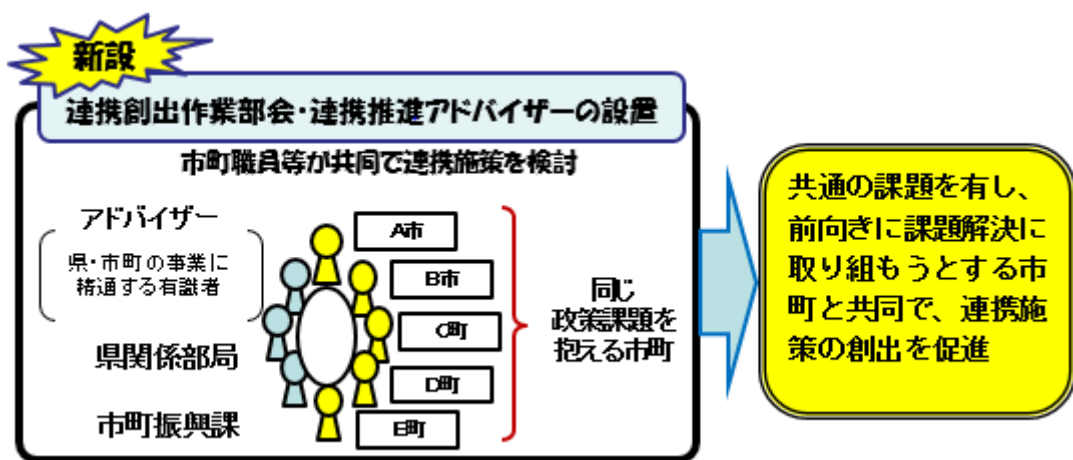 新設
連携創出作業部会・連携推進アドバイザーの設置
市町職員等が共同で連携施策を検討
アドバイザー
県・市町の事業に
精通する有識者
県関係部局
市町振興課
A市
B市
C町
D町
E町
同じ
政策課題を
抱える市町
共通の課題を有し、
前向きに課題解決に
取り組もうとする市
町と共同で、連携施
策の創出を促進